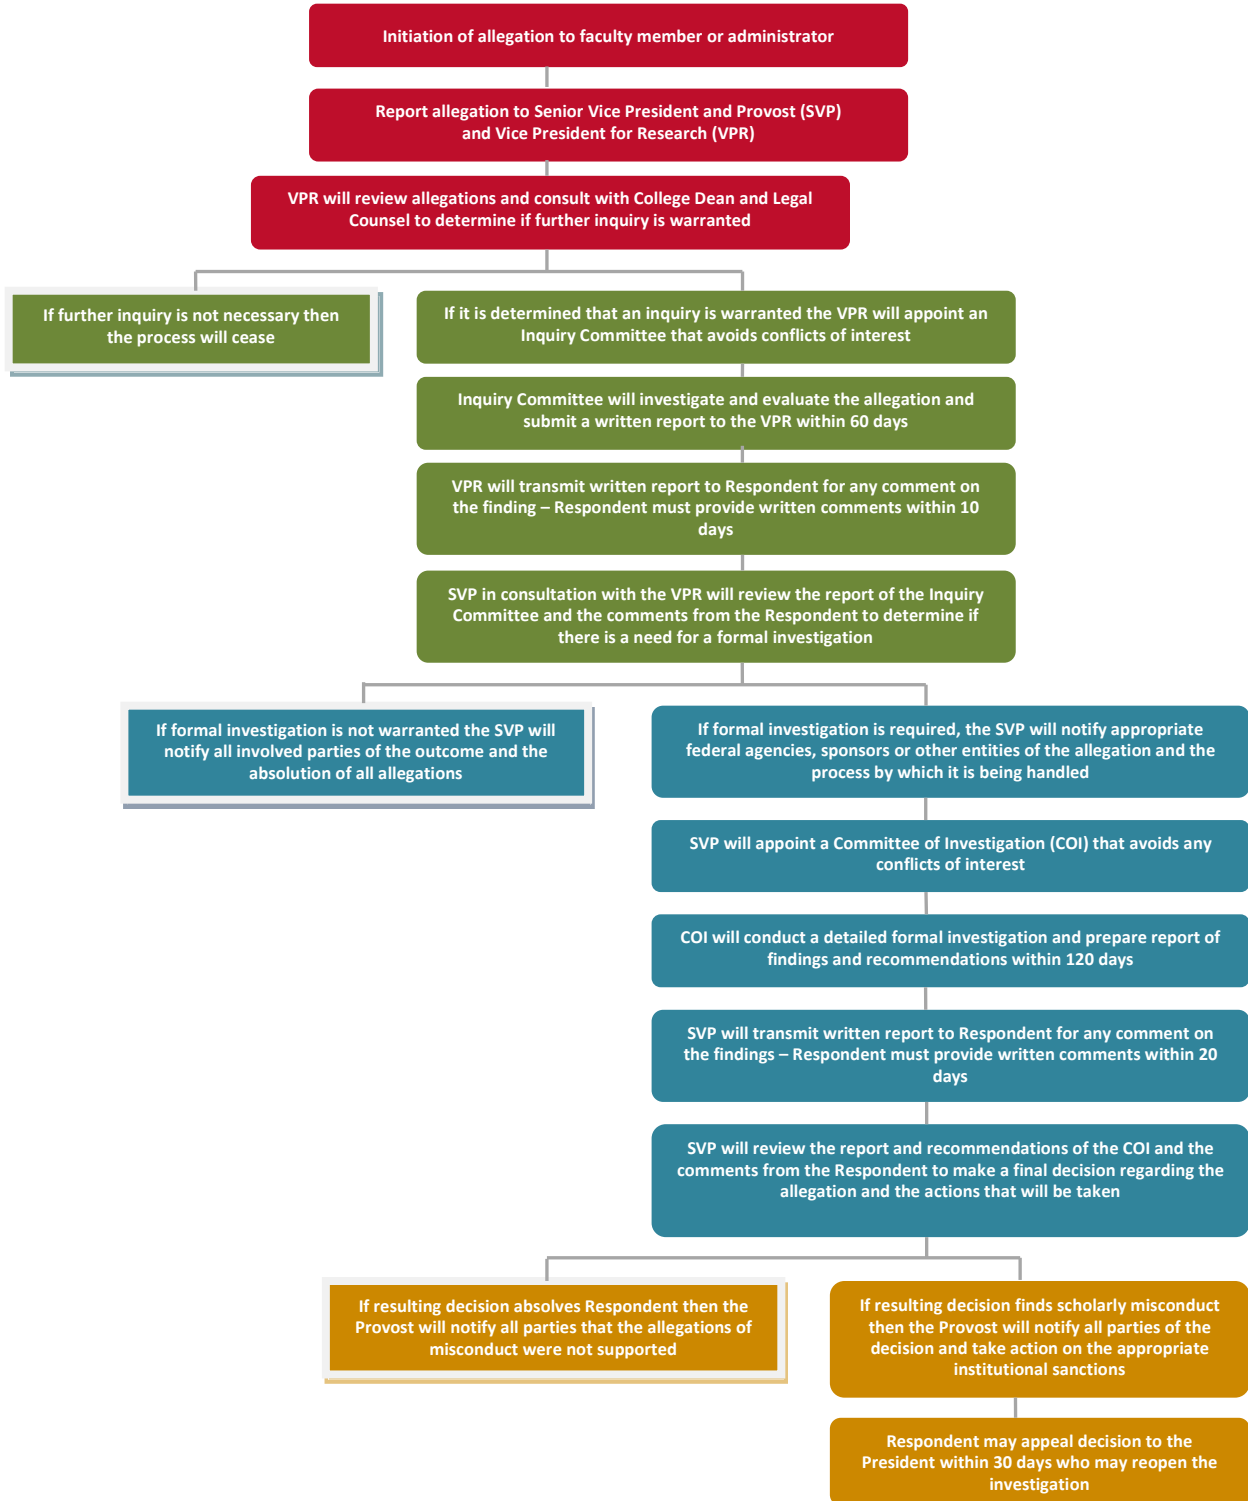 Initiation of allegation to faculty member or administrator
Report allegation to Senior Vice President and Provost (SVP)
and Vice President for Research (VPR)
VPR will review allegations and consult with College Dean and Legal
Counsel to determine if further inquiry is warranted
If further inquiry is not necessary then
the process will cease
If it is determined that an inquiry is warranted the VPR will appoint an
Inquiry Committee that avoids conflicts of interest
Inquiry Committee will investigate and evaluate the allegation and
submit a written report to the VPR within 60 days
VPR will transmit written report to Respondent for any comment on
the finding – Respondent must provide written comments within 10
days
SVP in consultation with the VPR will review the report of the Inquiry
Committee and the comments from the Respondent to determine if
there is a need for a formal investigation
If formal investigation is not warranted the SVP will
notify all involved parties of the outcome and the
absolution of all allegations
If formal investigation is required, the SVP will notify appropriate
federal agencies, sponsors or other entities of the allegation and the
process by which it is being handled
SVP will appoint a Committee of Investigation (COI) that avoids any
conflicts of interest
COI will conduct a detailed formal investigation and prepare report of
findings and recommendations within 120 days
SVP will transmit written report to Respondent for any comment on
the findings – Respondent must provide written comments within 20
days
SVP will review the report and recommendations of the COI and the
comments from the Respondent to make a final decision regarding the
allegation and the actions that will be taken
If resulting decision absolves Respondent then the
Provost will notify all parties that the allegations of
misconduct were not supported
If resulting decision finds scholarly misconduct
then the Provost will notify all parties of the
decision and take action on the appropriate
institutional sanctions
Respondent may appeal decision to the
President within 30 days who may reopen the
investigation